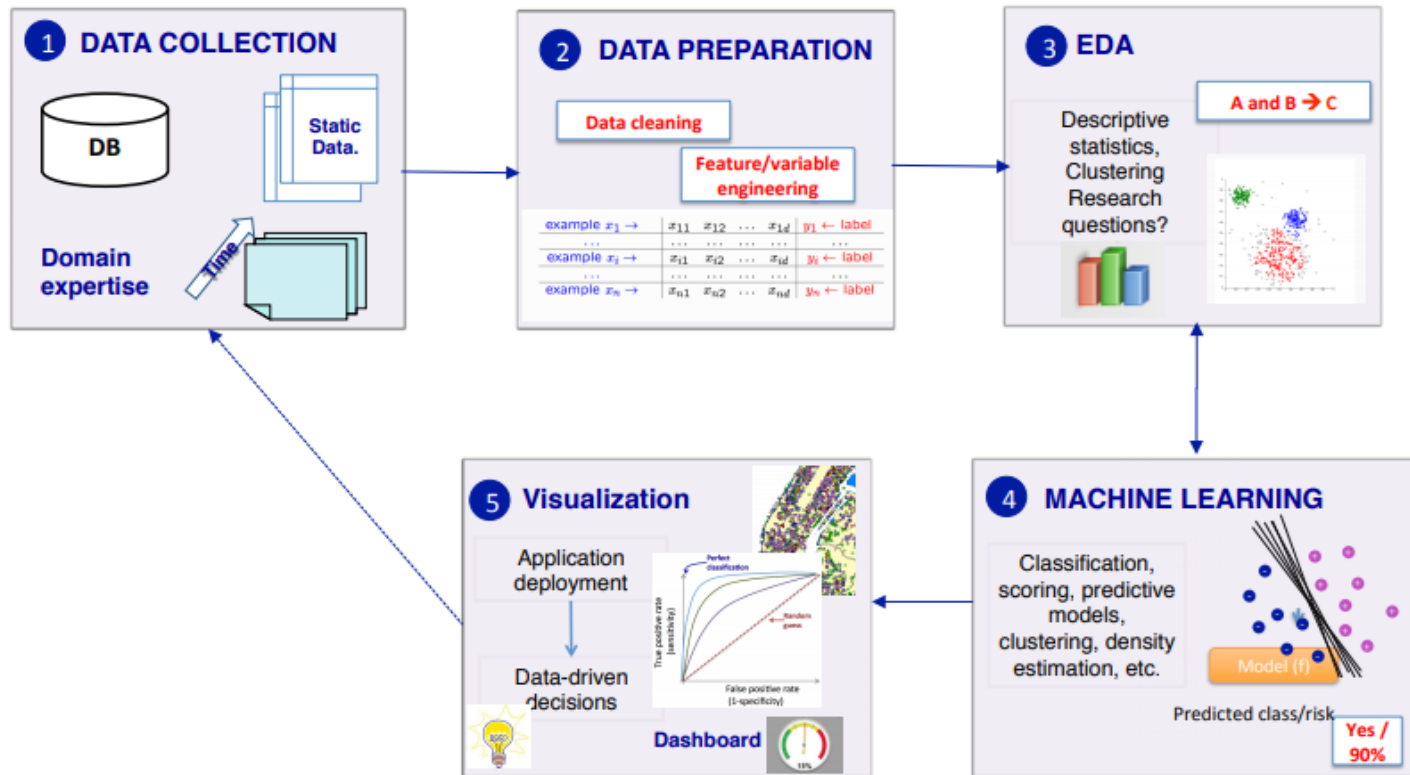 1 DATA COLLECTION
DB
Static
Data.
Time
Domain
expertise
2 DATA PREPARATION
Data cleaning
Feature/variable
engineering
example x₁ → x₁₁ x₁₂ … x₁d y₁ ← label
… … … … … …
example xᵢ → xᵢ₁ xᵢ₂ … xᵢd yᵢ ← label
… … … … … …
example xₙ → xₙ₁ xₙ₂ … xₙd yₙ ← label
3 EDA
A and B → C
Descriptive
statistics,
Clustering
Research
questions?
4 MACHINE LEARNING
Classification,
scoring, predictive
models,
clustering, density
estimation, etc.
Model (f)
Predicted class/risk
Yes /
90%
5 Visualization
Application
deployment
Data-driven
decisions
Perfect
classification
Random
guess
True positive rate
(sensitivity)
False positive rate
(1-specificity)
Dashboard